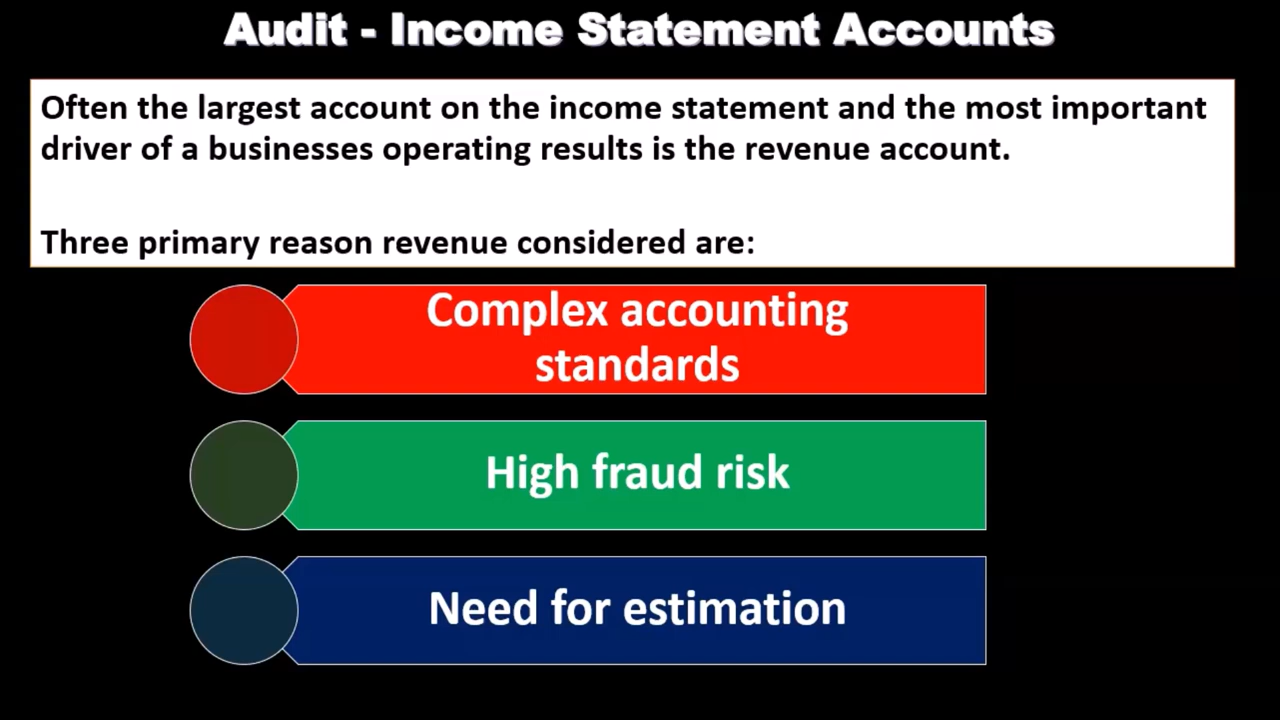 Audit - Income Statement Accounts
Often the largest account on the income statement and the most important
driver of a businesses operating results is the revenue account.
Three primary reason revenue considered are:
Complex accounting
standards
High fraud risk
Need for estimation